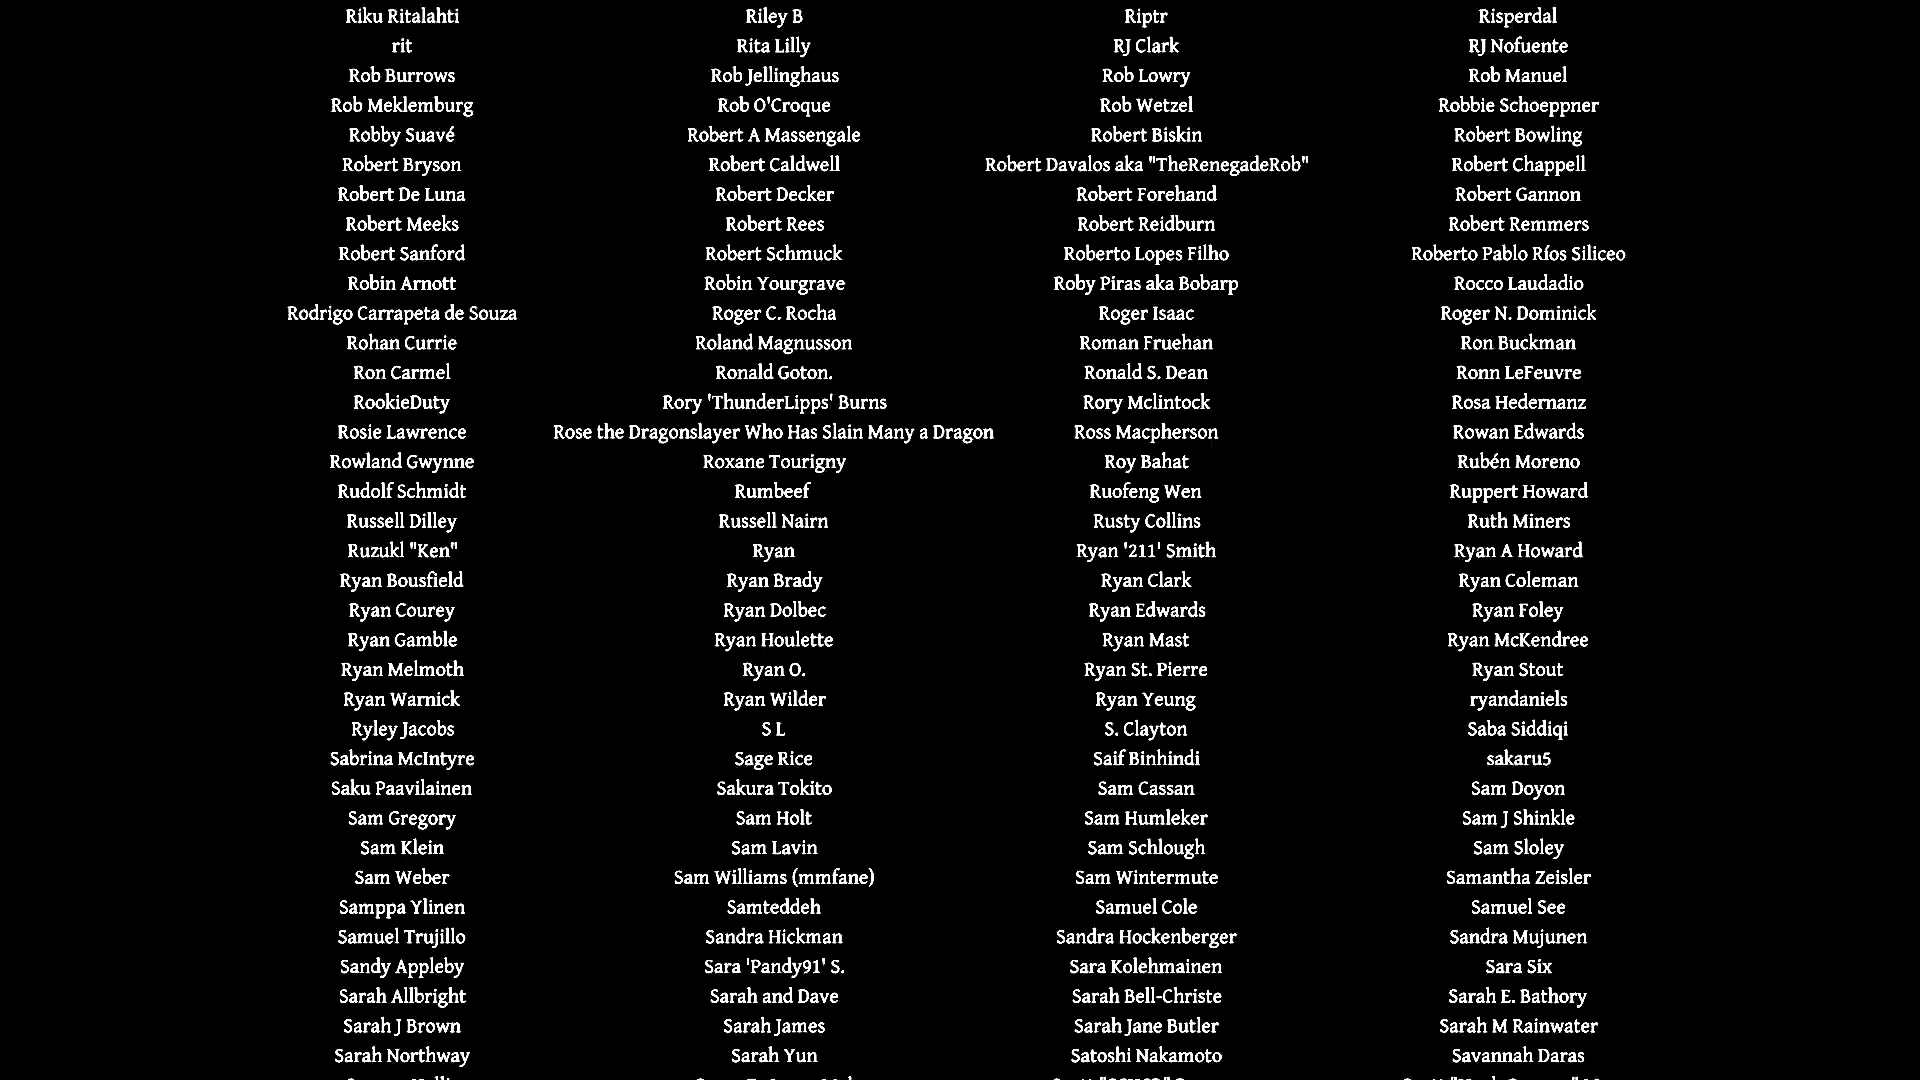 Riku Ritalahti Riley B Riptr Risperdal
rit Rita Lilly RJ Clark RJ Nofuente
Rob Burrows Rob Jellinghaus Rob Lowry Rob Manuel
Rob Meklemburg Rob O'Croque Rob Wetzel Robbie Schoeppner
Robby Suavé Robert A Massengale Robert Biskin Robert Bowling
Robert Bryson Robert Caldwell Robert Davalos aka "TheRenegadeRob" Robert Chappell
Robert De Luna Robert Decker Robert Forehand Robert Gannon
Robert Meeks Robert Rees Robert Reidburn Robert Remmers
Robert Sanford Robert Schmuck Roberto Lopes Filho Roberto Pablo Ríos Siliceo
Robin Arnott Robin Yourgrave Roby Piras aka Bobarp Rocco Laudadio
Rodrigo Carrapeta de Souza Roger C. Rocha Roger Isaac Roger N. Dominick
Rohan Currie Roland Magnusson Roman Fruehan Ron Buckman
Ron Carmel Ronald Goton. Ronald S. Dean Ronn LeFeuvre
RookieDuty Rory 'ThunderLipps' Burns Rory Mclintock Rosa Hedernanz
Rosie Lawrence Rose the Dragonslayer Who Has Slain Many a Dragon Ross Macpherson Rowan Edwards
Rowland Gwynne Roxane Tourigny Roy Bahat Rubén Moreno
Rudolf Schmidt Rumbeef Ruofeng Wen Ruppert Howard
Russell Dilley Russell Nairn Rusty Collins Ruth Miners
Ruzukl "Ken" Ryan Ryan '211' Smith Ryan A Howard
Ryan Bousfield Ryan Brady Ryan Clark Ryan Coleman
Ryan Courey Ryan Dolbec Ryan Edwards Ryan Foley
Ryan Gamble Ryan Houlette Ryan Mast Ryan McKendree
Ryan Melmoth Ryan O. Ryan St. Pierre Ryan Stout
Ryan Warnick Ryan Wilder Ryan Yeung ryandaniels
Ryley Jacobs S L S. Clayton Saba Siddiqi
Sabrina McIntyre Sage Rice Saif Binhindi sakaru5
Saku Paavilainen Sakura Tokito Sam Cassan Sam Doyon
Sam Gregory Sam Holt Sam Humleker Sam J Shinkle
Sam Klein Sam Lavin Sam Schlough Sam Sloley
Sam Weber Sam Williams (mmfane) Sam Wintermute Samantha Zeisler
Samppa Ylinen Samteddeh Samuel Cole Samuel See
Samuel Trujillo Sandra Hickman Sandra Hockenberger Sandra Mujunen
Sandy Appleby Sara 'Pandy91' S. Sara Kolehmainen Sara Six
Sarah Allbright Sarah and Dave Sarah Bell-Christe Sarah E. Bathory
Sarah J Brown Sarah James Sarah Jane Butler Sarah M Rainwater
Sarah Northway Sarah Yun Satoshi Nakamoto Savannah Daras